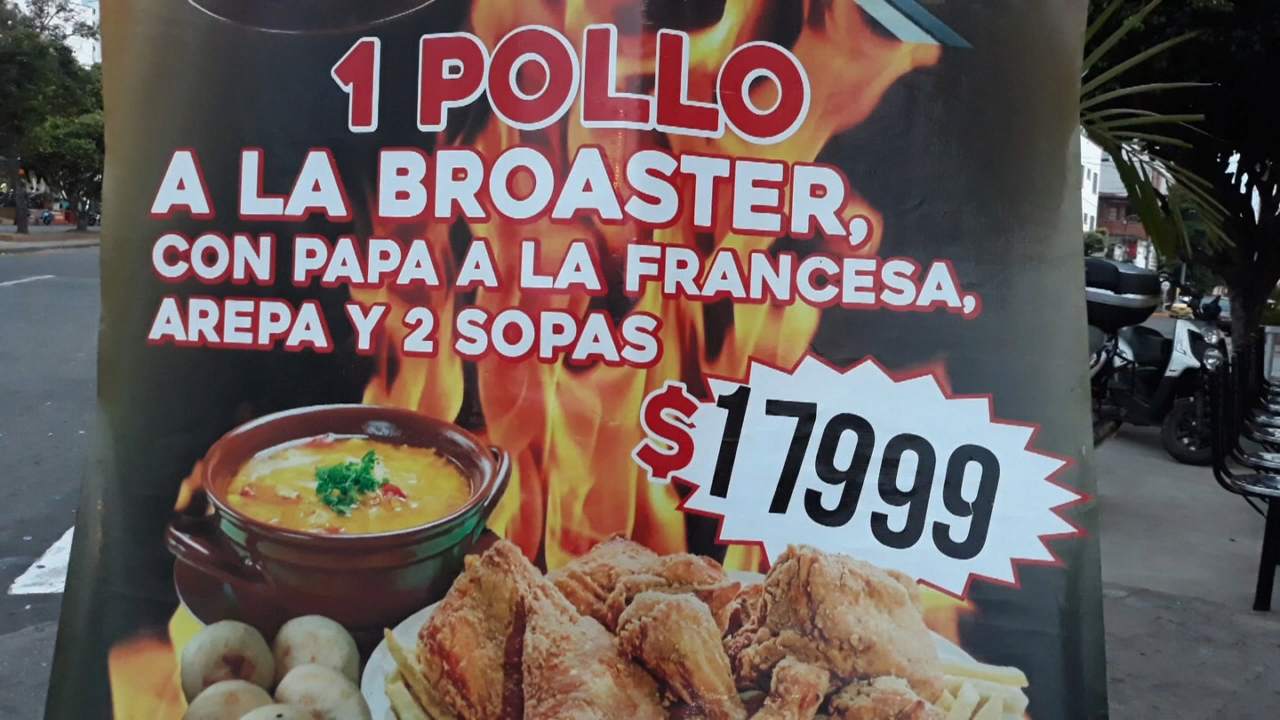 1 POLLO
A LA BROASTER,
CON PAPA A LA FRANCESA,
AREPA Y 2 SOPAS
$17999